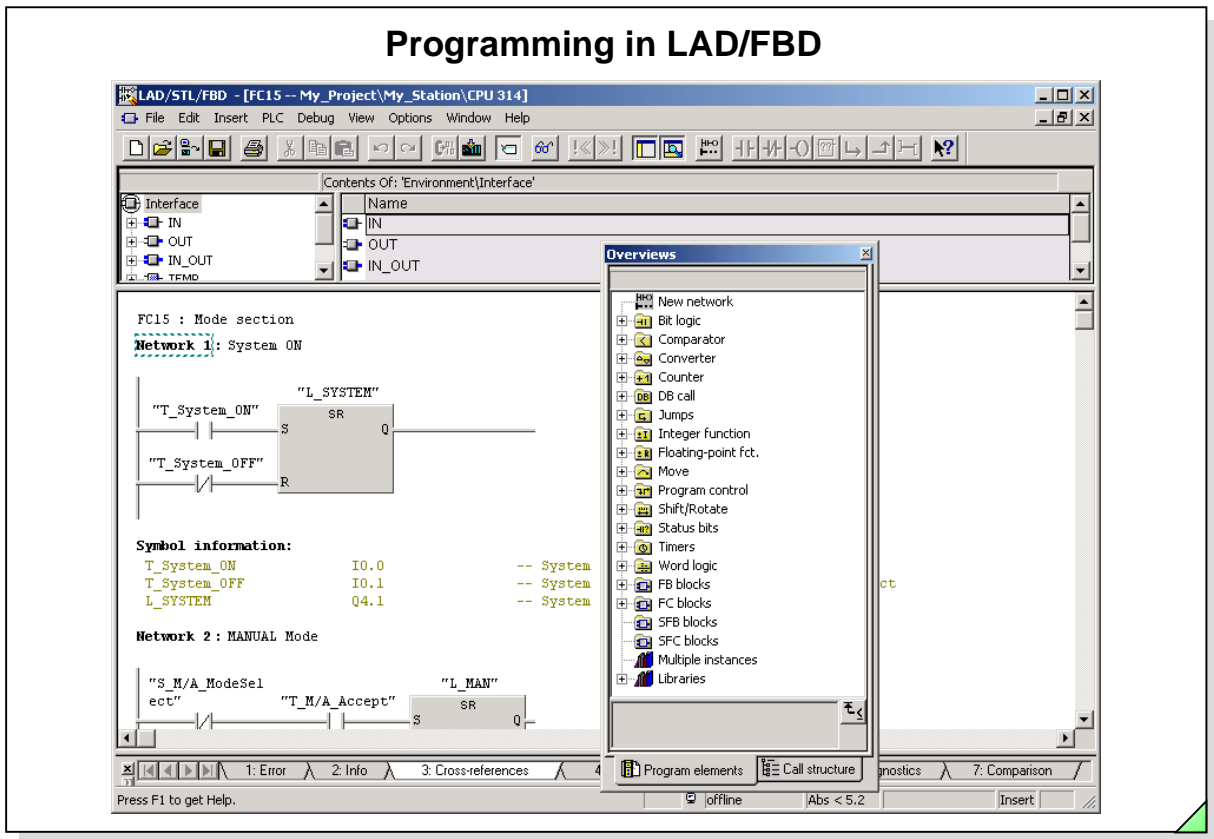 Programming in LAD/FBD
LAD/STL/FBD - [FC15 -- My_Project\My_Station\CPU 314]
File Edit Insert PLC Debug View Options Window Help
Contents Of: 'Environment\Interface'
Interface
IN
OUT
IN_OUT
TEMP
Name
IN
OUT
IN_OUT
FC15 : Mode section
Network 1: System ON
"L_SYSTEM"
"T_System_ON"
SR
S Q
"T_System_OFF"
R
Symbol information:
T_System_ON I0.0 -- System
T_System_OFF I0.1 -- System ct
L_SYSTEM Q4.1 -- System
Network 2 : MANUAL Mode
"S_M/A_ModeSel
ect" "T_M/A_Accept"
"L_MAN"
SR
S Q
Overviews
New network
Bit logic
Comparator
Converter
Counter
DB call
Jumps
Integer function
Floating-point fct.
Move
Program control
Shift/Rotate
Status bits
Timers
Word logic
FB blocks
FC blocks
SFB blocks
SFC blocks
Multiple instances
Libraries
Program elements Call structure
1: Error 2: Info 3: Cross-references 4 gnostics 7: Comparison
Press F1 to get Help. offline Abs < 5.2 Insert